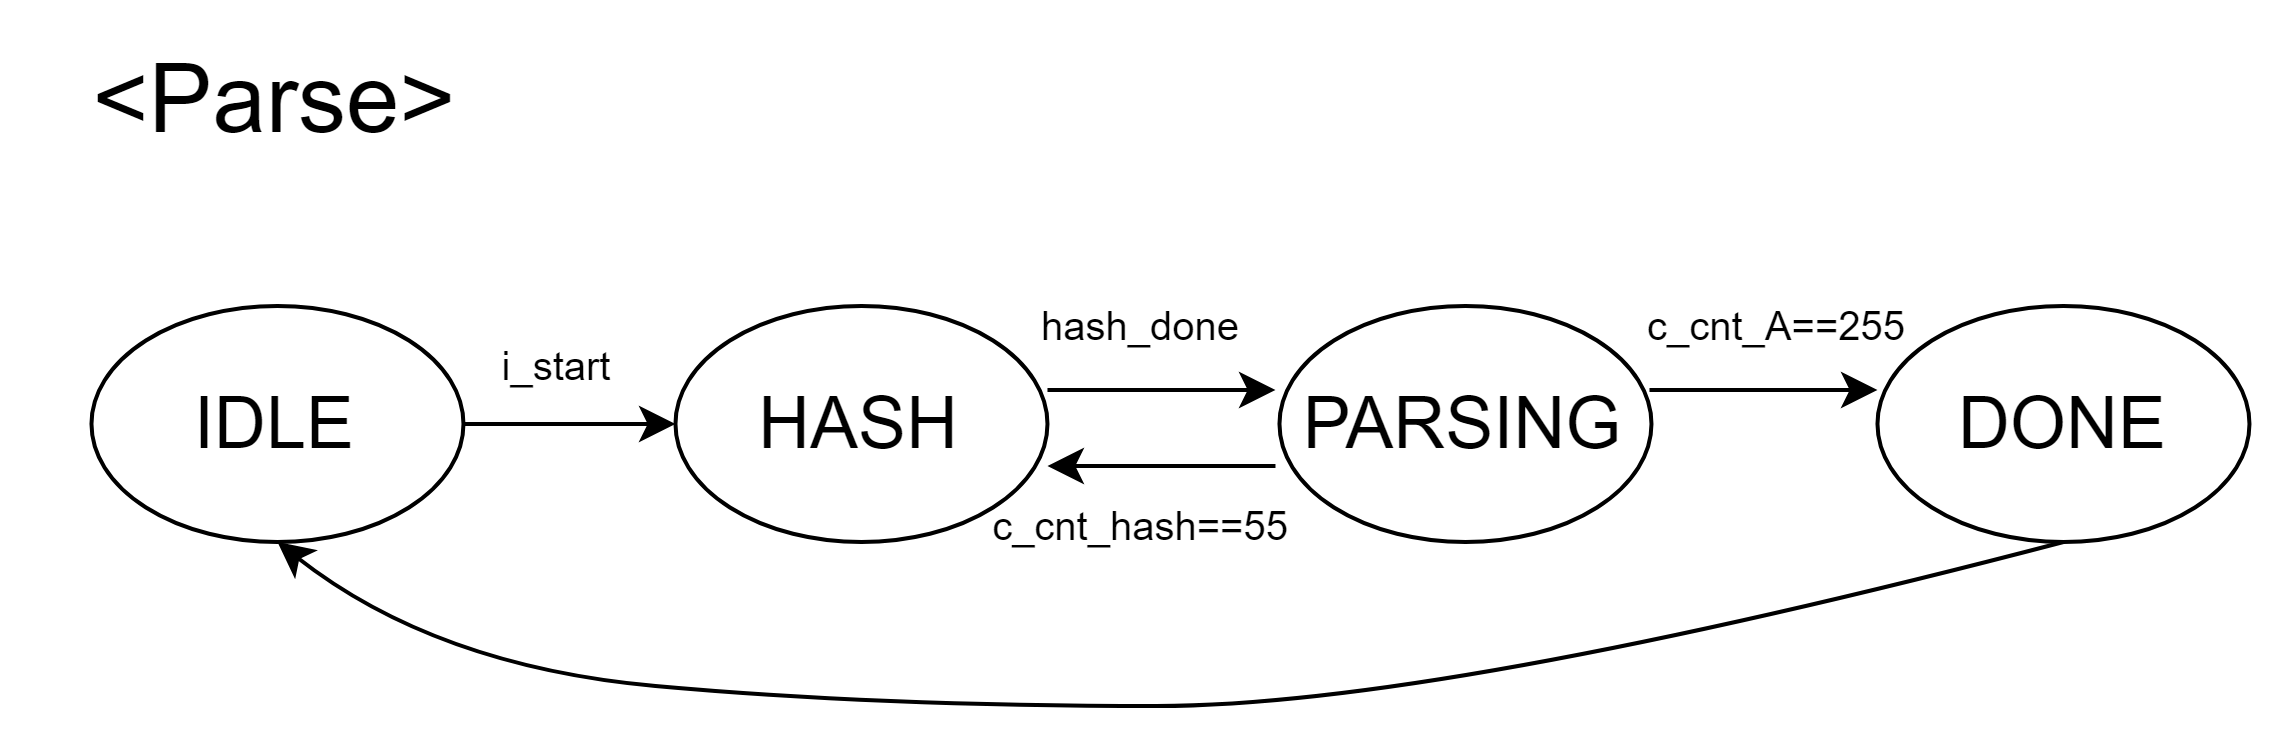 <Parse>
i_start
hash_done
c_cnt_A==255
IDLE
HASH
PARSING
DONE
c_cnt_hash==55